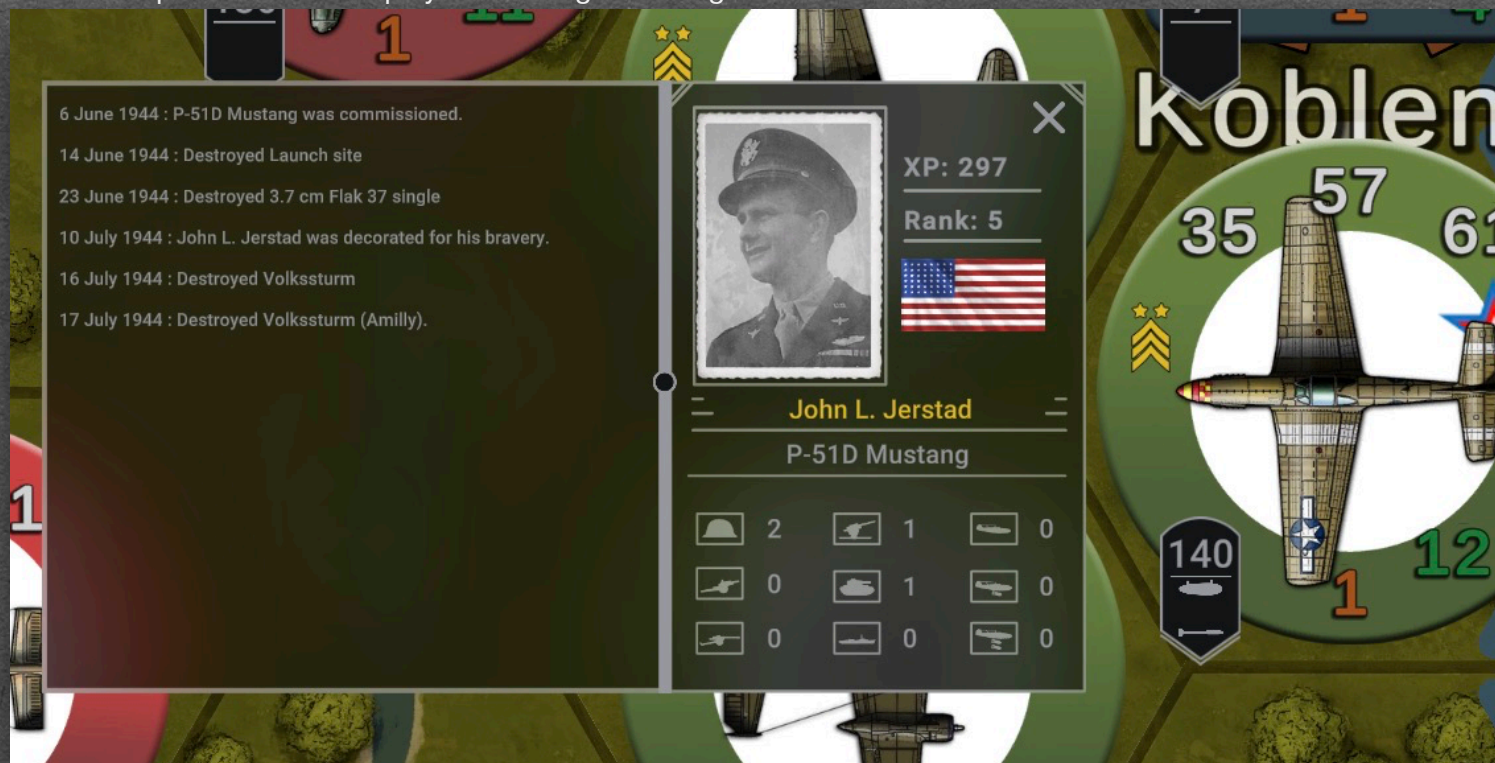 11
1
6 June 1944 : P-51D Mustang was commissioned.
14 June 1944 : Destroyed Launch site
23 June 1944 : Destroyed 3.7 cm Flak 37 single
10 July 1944 : John L. Jerstad was decorated for his bravery.
16 July 1944 : Destroyed Volkssturm
17 July 1944 : Destroyed Volkssturm (Amilly).
XP: 297
Rank: 5
John L. Jerstad
P-51D Mustang
2 1 0
0 1 0
0 0 0
1
Koblen
57
35
61
140
12
1